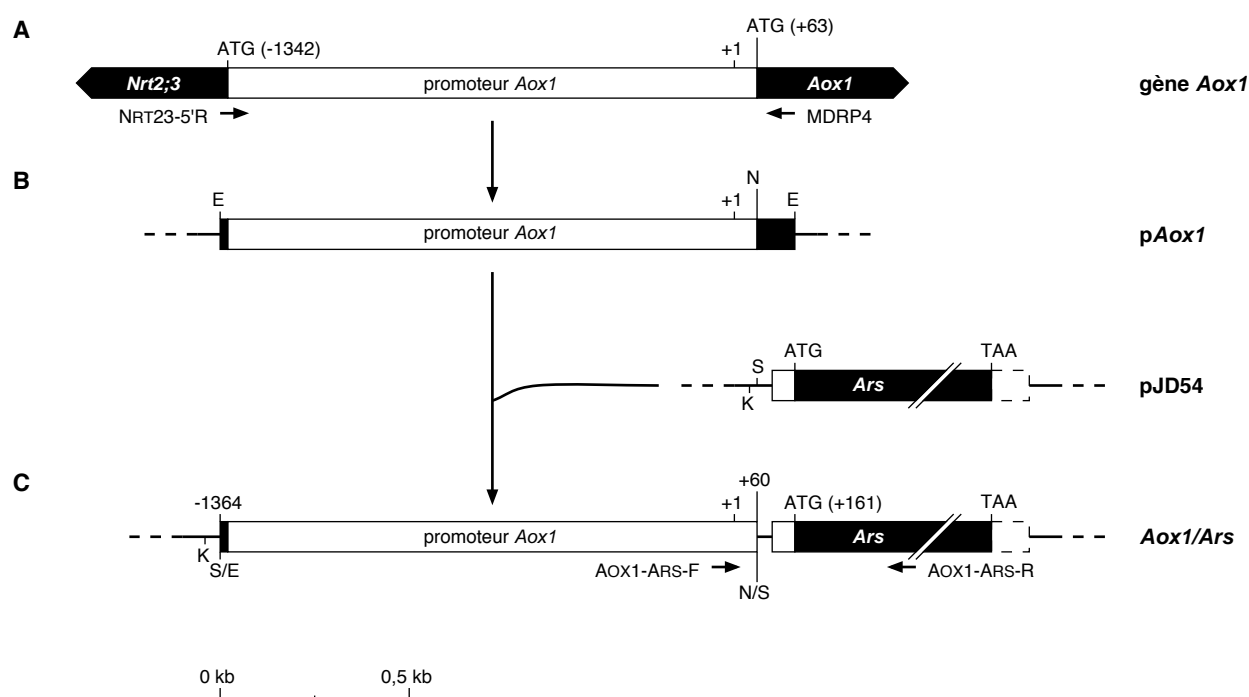 A
ATG (-1342) +1 ATG (+63)
Nrt2;3 promoteur Aox1 Aox1 gène Aox1
NRT23-5'R MDRP4
B
E +1 N E
promoteur Aox1 pAox1
S ATG TAA
Ars pJD54
K
C
-1364 +1 +60 ATG (+161) TAA
promoteur Aox1 Ars Aox1/Ars
K
S/E AOX1-ARS-F AOX1-ARS-R
N/S
0 kb 0,5 kb